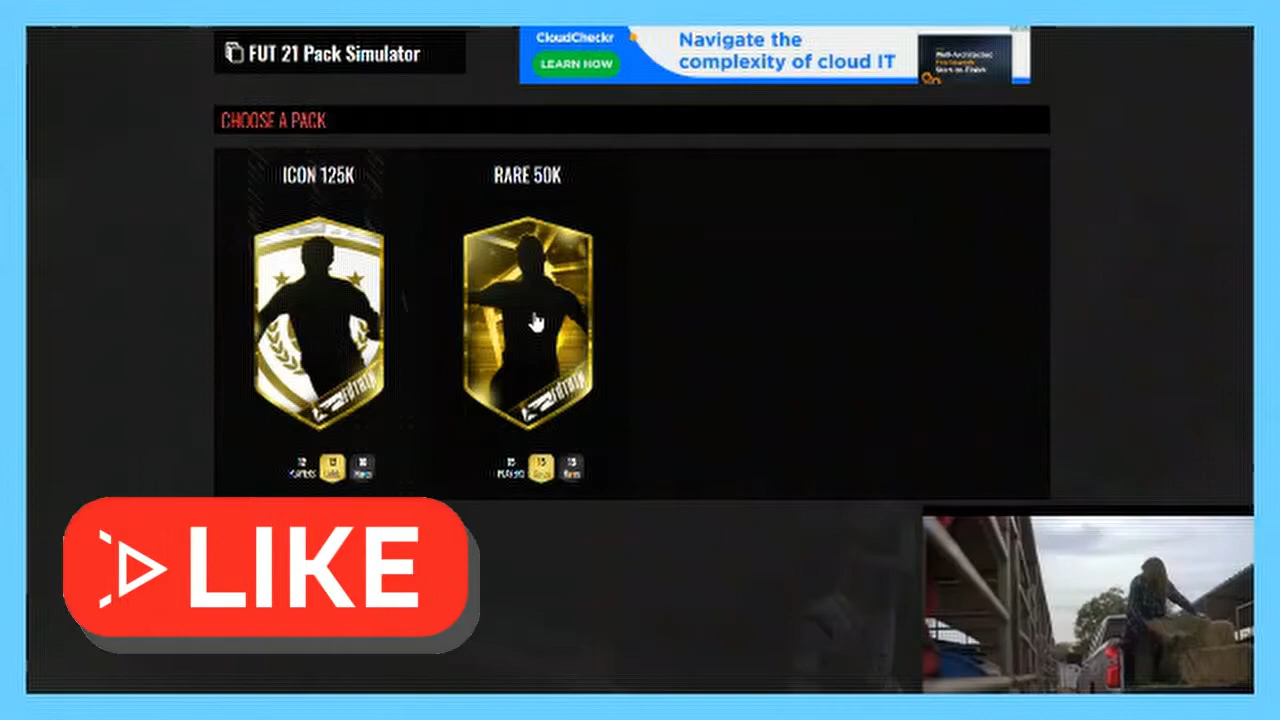 FUT 21 Pack Simulator
CloudCheckr
LEARN HOW
Navigate the
complexity of cloud IT
CHOOSE A PACK
ICON 125K
RARE 50K
LIKE